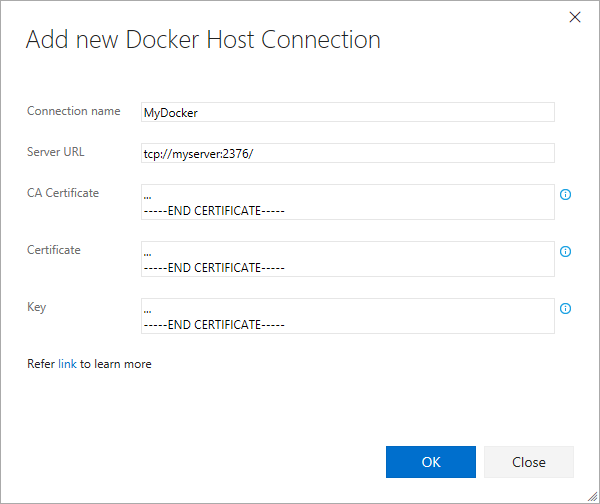 Add new Docker Host Connection
Connection name
MyDocker
Server URL
tcp://myserver:2376/
CA Certificate
...
-----END CERTIFICATE-----
Certificate
...
-----END CERTIFICATE-----
Key
...
-----END CERTIFICATE-----
Refer link to learn more
OK
Close